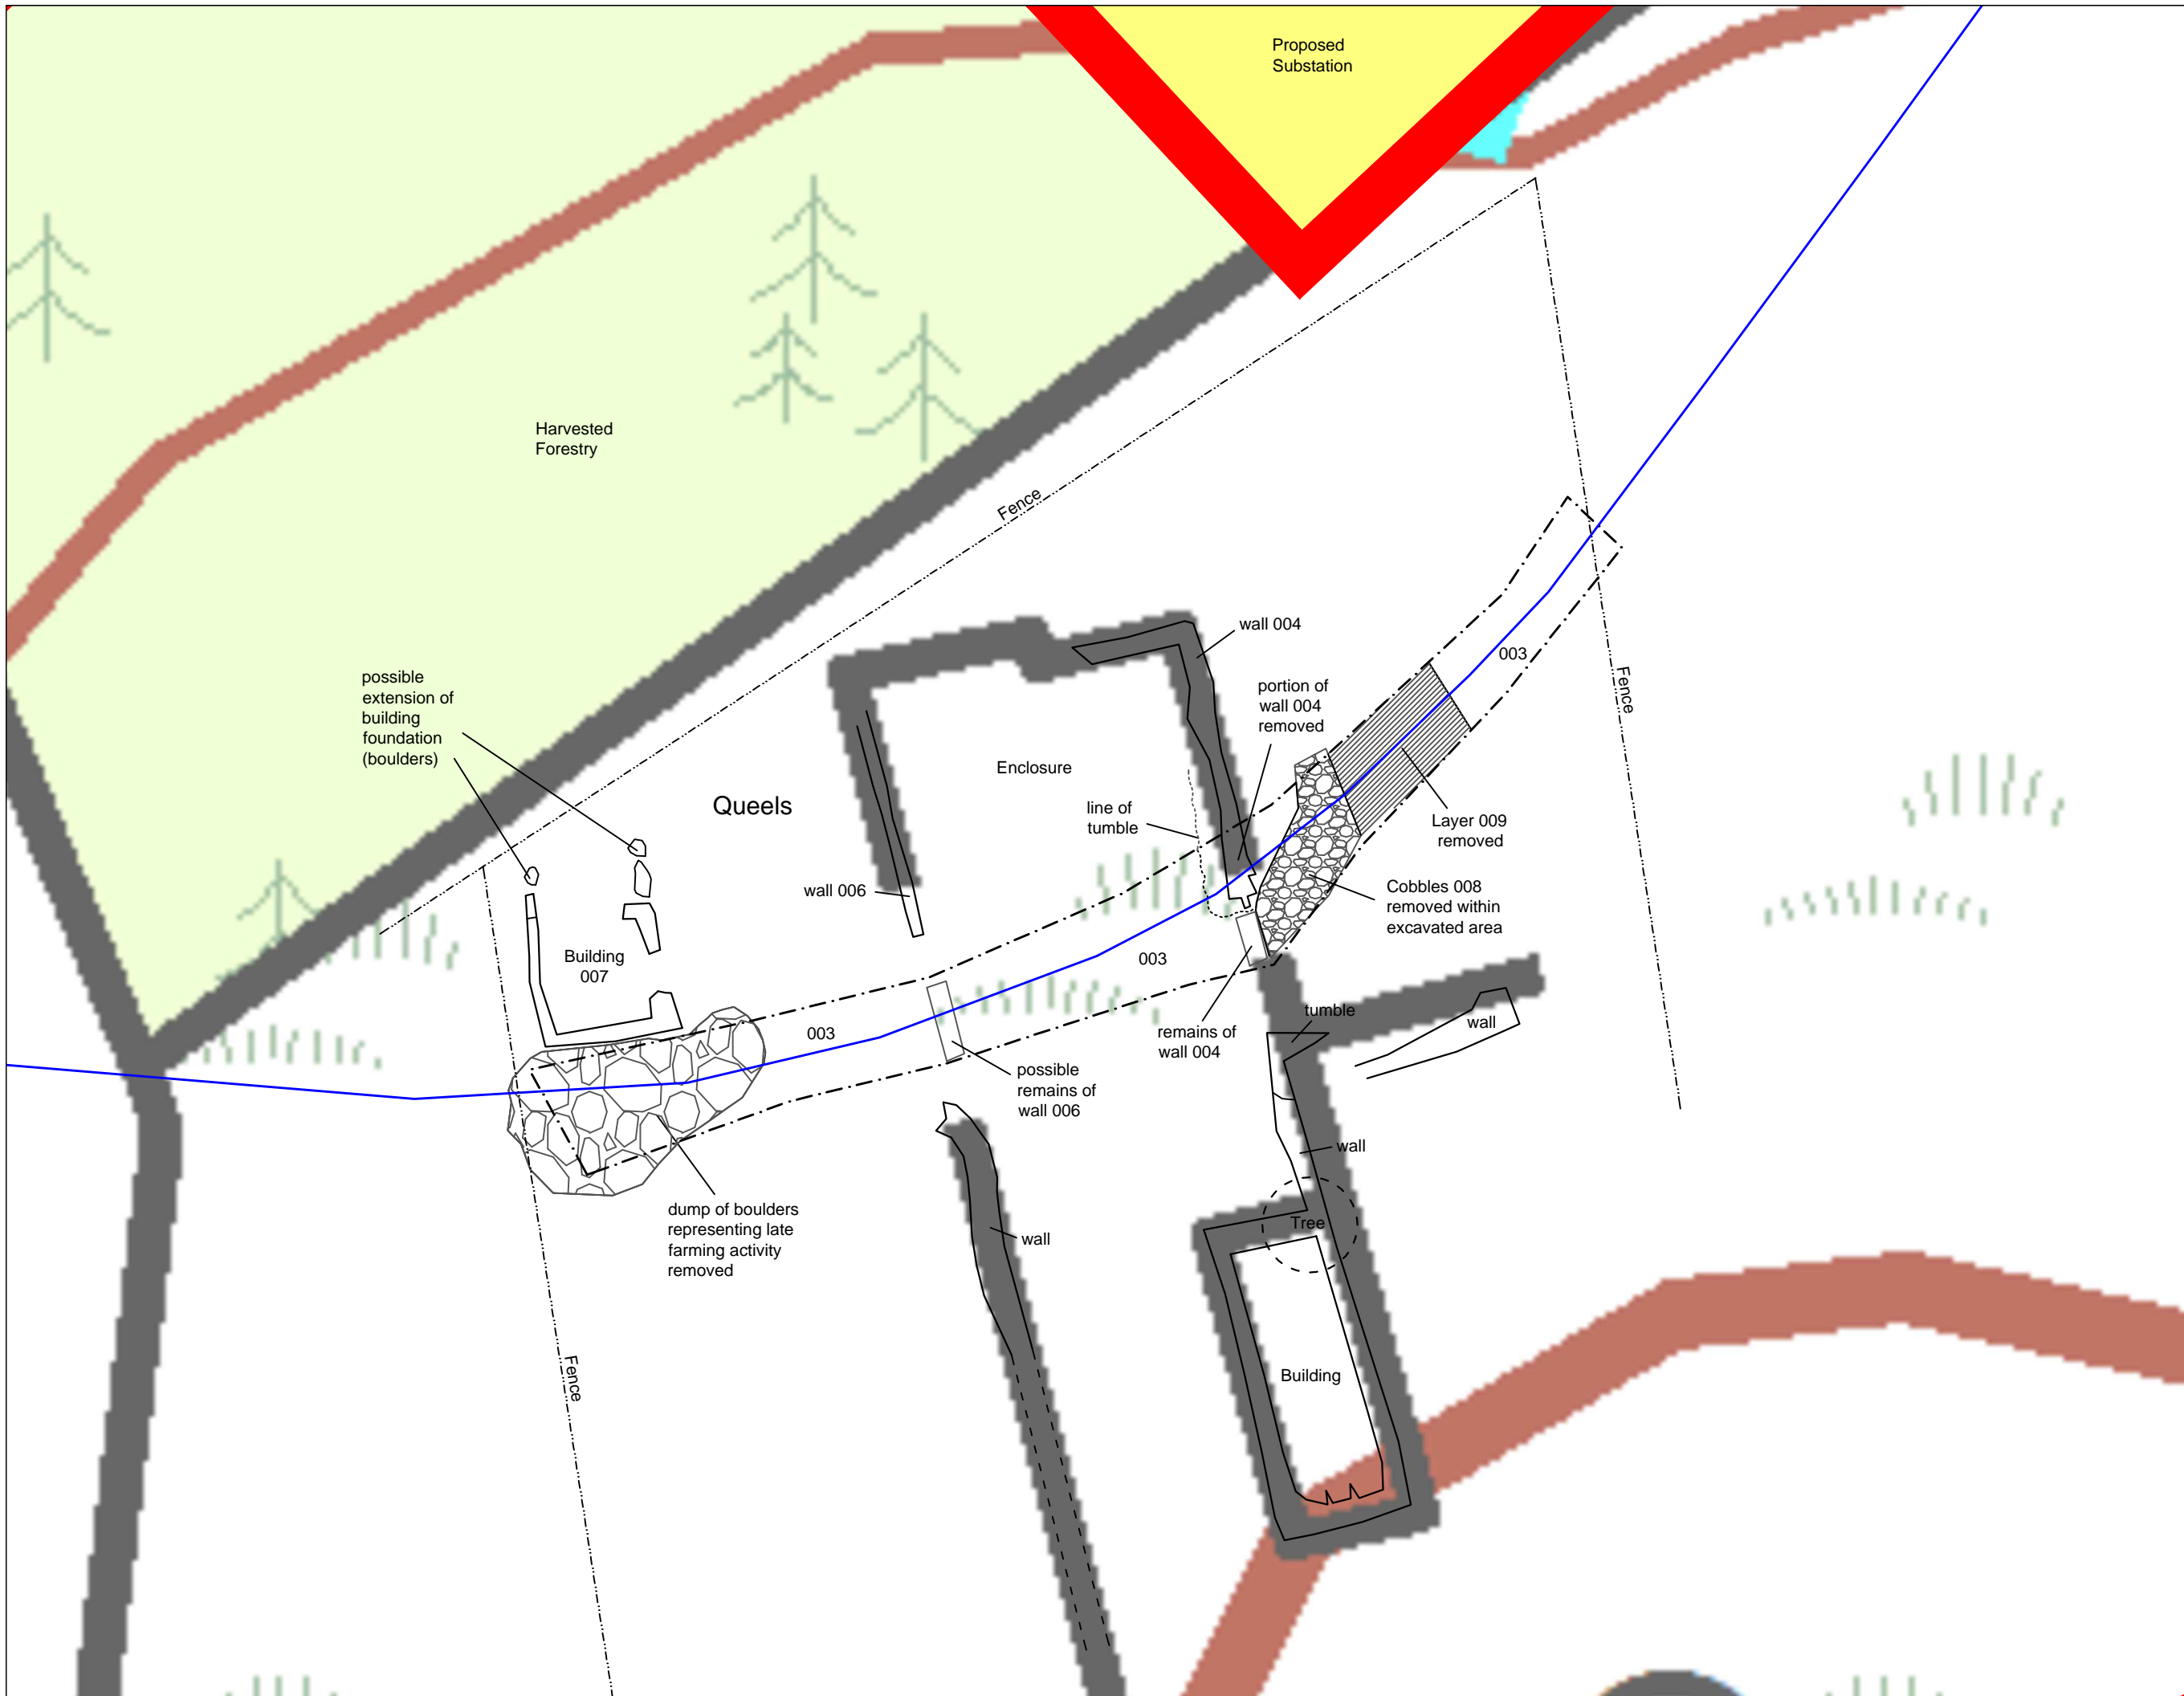 Proposed
Substation
Harvested
Forestry
Fence
wall 004
003
possible
extension of
building
foundation
(boulders)
portion of
wall 004
removed
Fence
Enclosure
Queels
line of
tumble
Layer 009
removed
wall 006
Cobbles 008
removed within
excavated area
Building
007
003
003
tumble
wall
remains of
wall 004
possible
remains of
wall 006
wall
dump of boulders
representing late
farming activity
removed
Tree
wall
Fence
Building